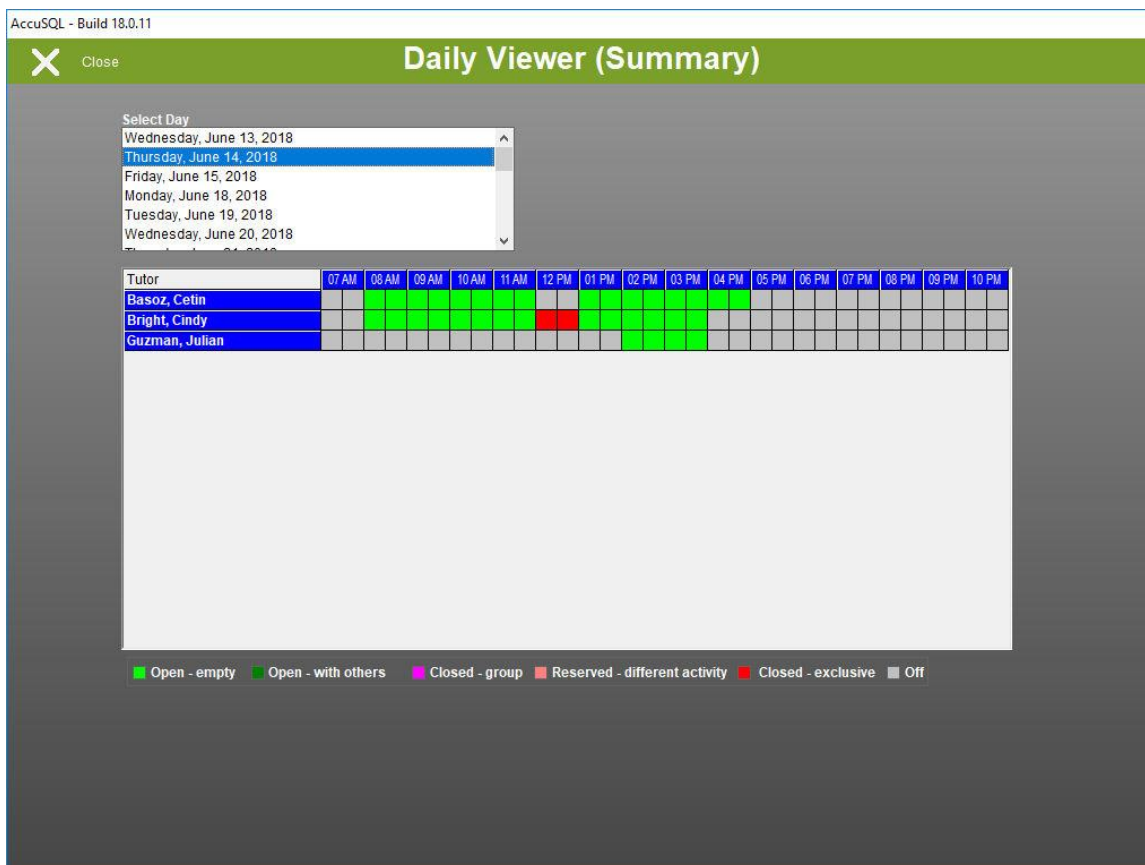 AccuSQL - Build 18.0.11
Close
Daily Viewer (Summary)
Select Day
Wednesday, June 13, 2018
Thursday, June 14, 2018
Friday, June 15, 2018
Monday, June 18, 2018
Tuesday, June 19, 2018
Wednesday, June 20, 2018
Tutor 07 AM 08 AM 09 AM 10 AM 11 AM 12 PM 01 PM 02 PM 03 PM 04 PM 05 PM 06 PM 07 PM 08 PM 09 PM 10 PM
Basoz, Cetin
Bright, Cindy
Guzman, Julian
Open - empty Open - with others Closed - group Reserved - different activity Closed - exclusive Off